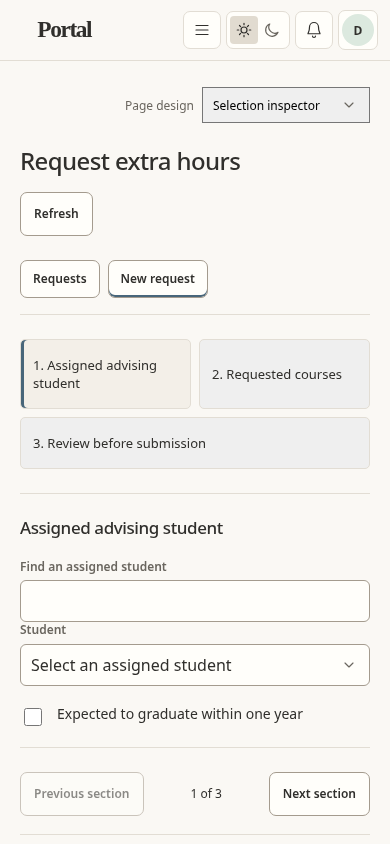 Portal
D
Page design
Selection inspector
Request extra hours
Refresh
Requests
New request
1. Assigned advising
student
2. Requested courses
3. Review before submission
Assigned advising student
Find an assigned student
Student
Select an assigned student
Expected to graduate within one year
Previous section
1 of 3
Next section